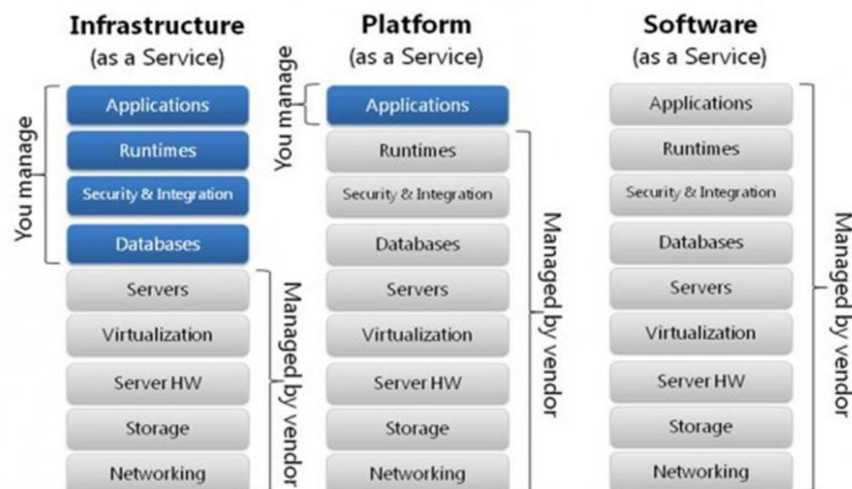 Infrastructure
(as a Service)
You manage
Applications
Runtimes
Security & Integration
Databases
Servers
Virtualization
Server HW
Storage
Networking
Managed by vendor
Platform
(as a Service)
You manage
Applications
Runtimes
Security & Integration
Databases
Servers
Virtualization
Server HW
Storage
Networking
Managed by vendor
Software
(as a Service)
Applications
Runtimes
Security & Integration
Databases
Servers
Virtualization
Server HW
Storage
Networking
Managed by vendor